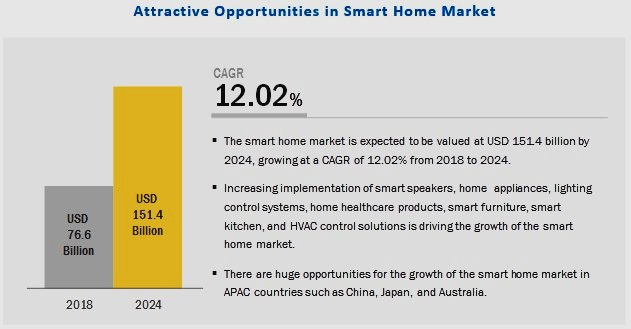 Attractive Opportunities in Smart Home Market
CAGR
12.02%
USD
76.6
Billion
2018
USD
151.4
Billion
2024
▪ The smart home market is expected to be valued at USD 151.4 billion by
2024, growing at a CAGR of 12.02% from 2018 to 2024.
▪ Increasing implementation of smart speakers, home appliances, lighting
control systems, home healthcare products, smart furniture, smart
kitchen, and HVAC control solutions is driving the growth of the smart
home market.
▪ There are huge opportunities for the growth of the smart home market in
APAC countries such as China, Japan, and Australia.